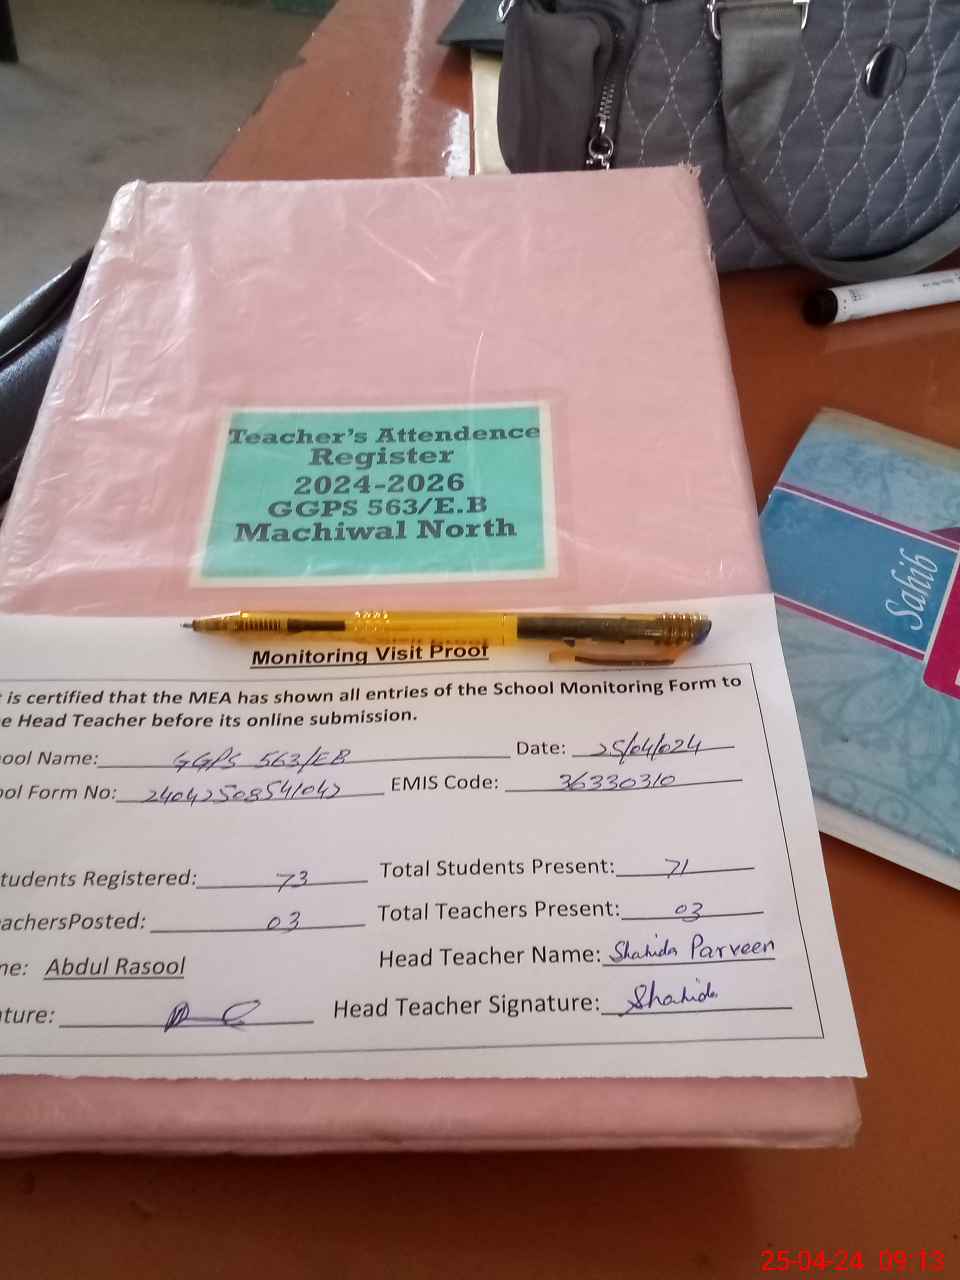 Teacher's Attendence
Register
2024-2026
GGPS 563/E.B
Machiwal North
Sahib
Monitoring Visit Proof
is certified that the MEA has shown all entries of the School Monitoring Form to
e Head Teacher before its online submission.
ool Name: GGPS 563/EB Date: 25/04/024
ol Form No: 24042508541042 EMIS Code: 36330310
tudents Registered: 73 Total Students Present: 71
achersPosted: 03 Total Teachers Present: 03
ne: Abdul Rasool Head Teacher Name: Shahida Parveen
ture: Head Teacher Signature: Shahida
25-04-24 09:13